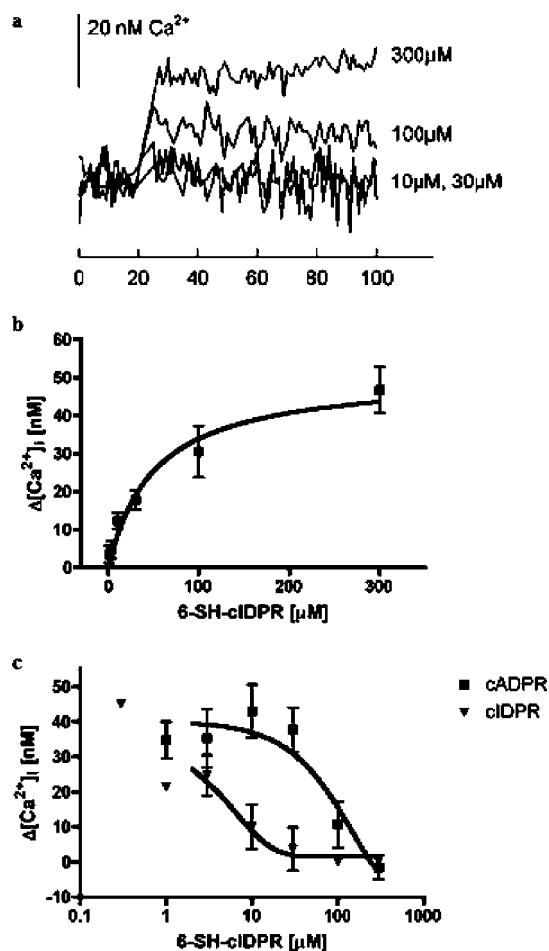 a
20 nM Ca²⁺
300µM
100µM
10µM, 30µM
0 20 40 60 80 100
b
60
50
40
30
20
10
0
Δ[Ca²⁺]ᵢ [nM]
0 100 200 300
6-SH-cIDPR [µM]
c
50
40
30
20
10
0
-10
Δ[Ca²⁺]ᵢ [nM]
cADPR
cIDPR
0.1 1 10 100 1000
6-SH-cIDPR [µM]